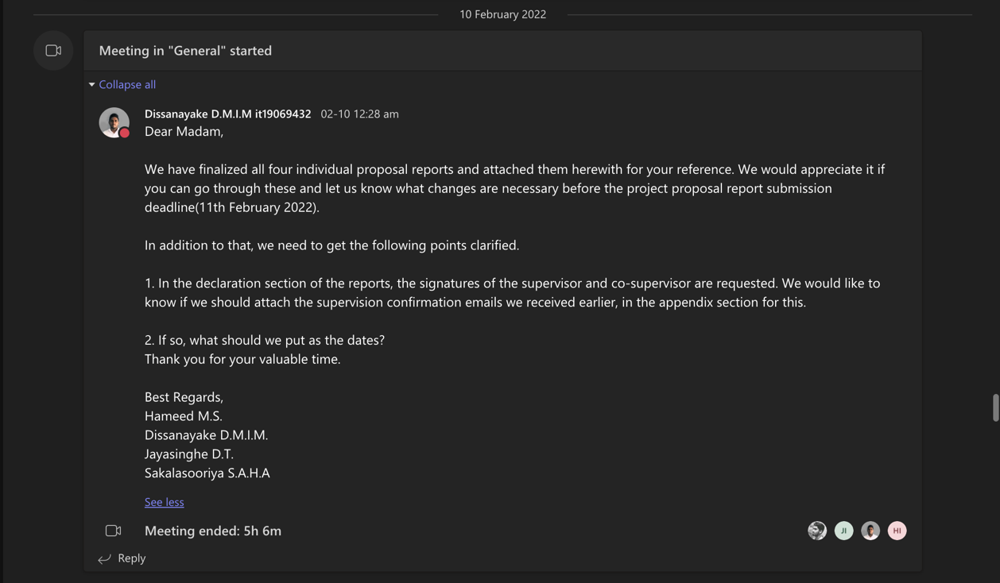 10 February 2022
Meeting in "General" started
Collapse all
Dissanayake D.M.I.M it19069432 02-10 12:28 am
Dear Madam,
We have finalized all four individual proposal reports and attached them herewith for your reference. We would appreciate it if
you can go through these and let us know what changes are necessary before the project proposal report submission
deadline(11th February 2022).
In addition to that, we need to get the following points clarified.
1. In the declaration section of the reports, the signatures of the supervisor and co-supervisor are requested. We would like to
know if we should attach the supervision confirmation emails we received earlier, in the appendix section for this.
2. If so, what should we put as the dates?
Thank you for your valuable time.
Best Regards,
Hameed M.S.
Dissanayake D.M.I.M.
Jayasinghe D.T.
Sakalasooriya S.A.H.A
See less
Meeting ended: 5h 6m
JI
HI
Reply